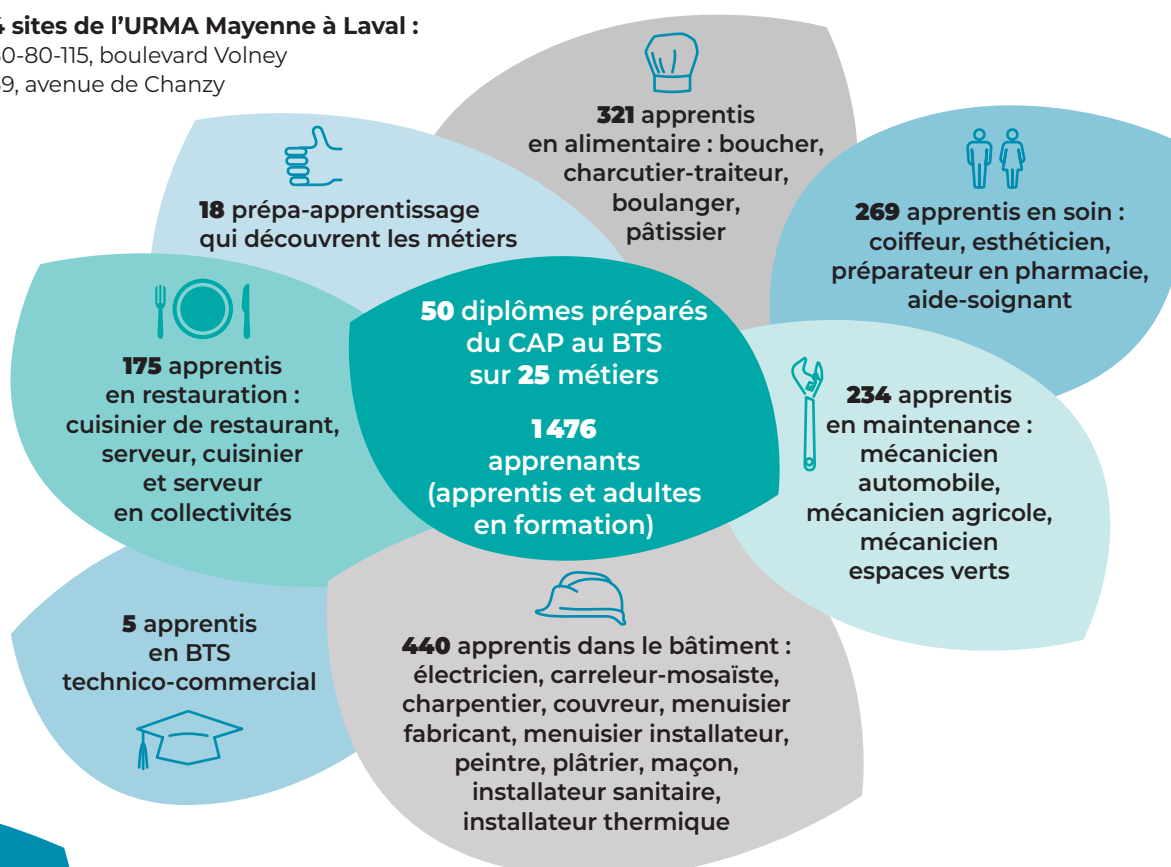 4 sites de l’URMA Mayenne à Laval :
0-80-115, boulevard Volney
9, avenue de Chanzy
321 apprentis
en alimentaire : boucher,
charcutier-traiteur,
boulanger,
pâtissier
18 prépa-apprentissage
qui découvrent les métiers
269 apprentis en soin :
coiffeur, esthéticien,
préparateur en pharmacie,
aide-soignant
50 diplômes préparés
du CAP au BTS
sur 25 métiers
1 476
apprenants
(apprentis et adultes
en formation)
175 apprentis
en restauration :
cuisinier de restaurant,
serveur, cuisinier
et serveur
en collectivités
234 apprentis
en maintenance :
mécanicien
automobile,
mécanicien agricole,
mécanicien
espaces verts
5 apprentis
en BTS
technico-commercial
440 apprentis dans le bâtiment :
électricien, carreleur-mosaïste,
charpentier, couvreur, menuisier
fabricant, menuisier installateur,
peintre, plâtrier, maçon,
installateur sanitaire,
installateur thermique